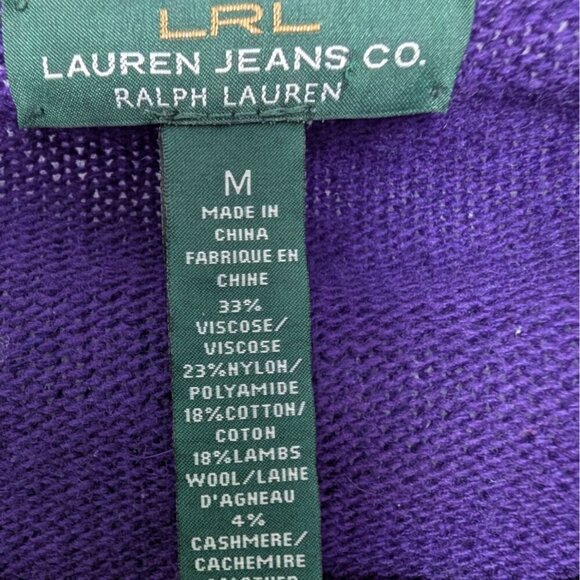 LRL
LAUREN JEANS CO.
RALPH LAUREN
M
MADE IN
CHINA
FABRIQUE EN
CHINE
33%
VISCOSE/
VISCOSE
23%NYLON/
POLYAMIDE
18%COTTON/
COTON
18%LAMBS
WOOL/LAINE
D'AGNEAU
4%
CASHMERE/
CACHEMIRE